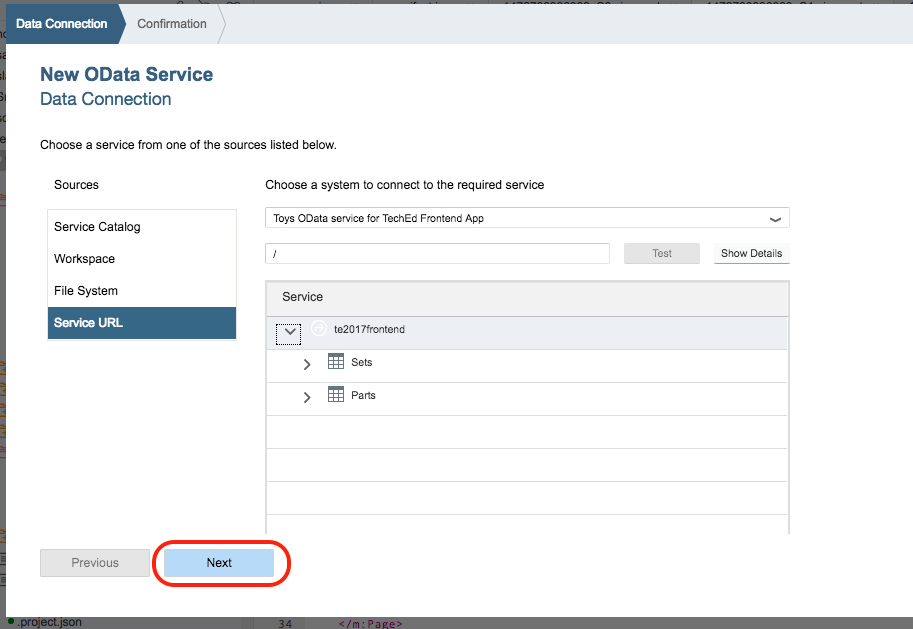 Data Connection
Confirmation
New OData Service
Data Connection
Choose a service from one of the sources listed below.
Sources
Choose a system to connect to the required service
Service Catalog
Workspace
File System
Service URL
Toys OData service for TechEd Frontend App
/
Test
Show Details
Service
te2017frontend
Sets
Parts
Previous
Next
.project.json
34 </m:Page>